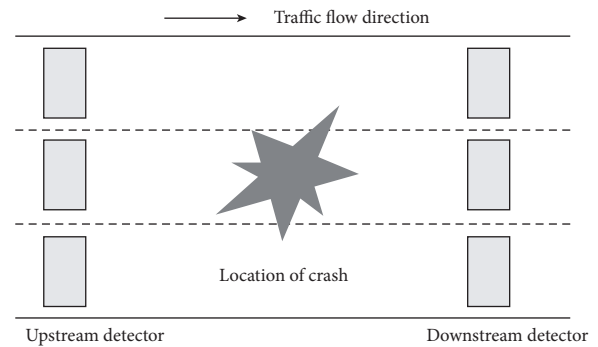 Traffic flow direction
Location of crash
Upstream detector
Downstream detector